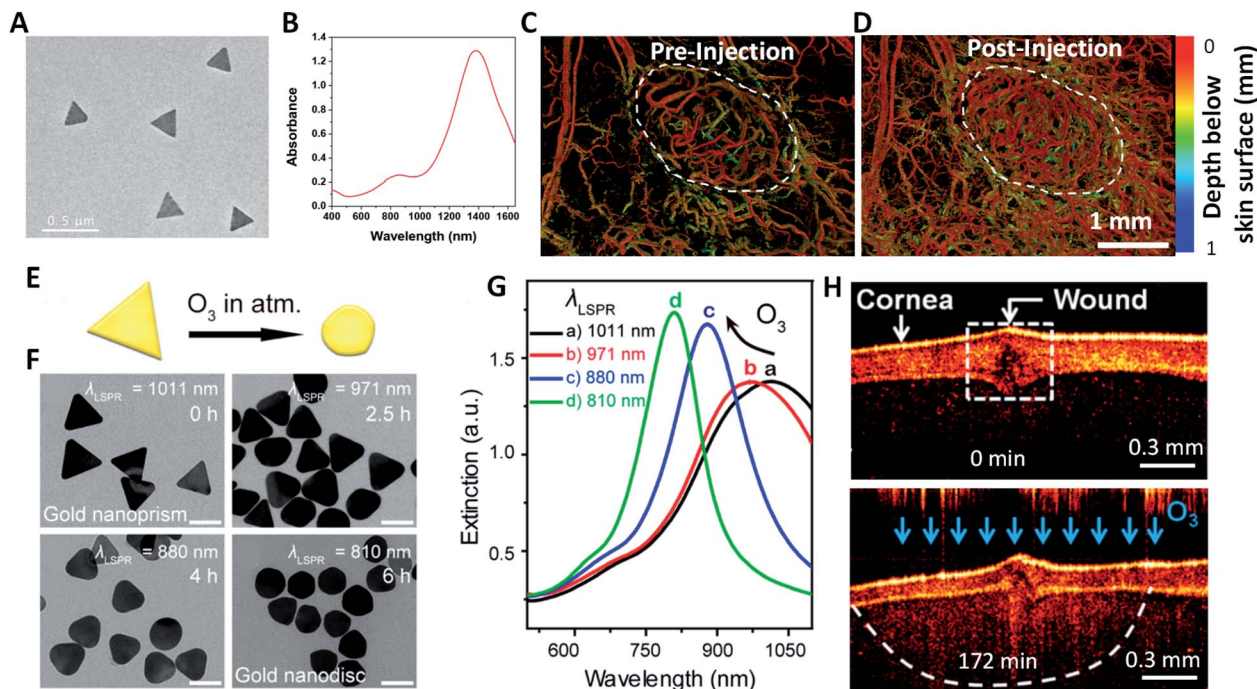 A
0.5 μm
B
Absorbance
1.4
1.2
1.0
0.8
0.6
0.4
0.2
0.0
400 600 800 1000 1200 1400 1600
Wavelength (nm)
C
Pre-Injection
D
Post-Injection
1 mm
0
1
Depth below
skin surface (mm)
E
O3 in atm.
F
λLSPR = 1011 nm
0 h
Gold nanoprism
λLSPR = 971 nm
2.5 h
λLSPR = 880 nm
4 h
λLSPR = 810 nm
6 h
Gold nanodisc
G
λLSPR
a) 1011 nm
b) 971 nm
c) 880 nm
d) 810 nm
d
c
b
a
O3
Extinction (a.u.)
1.5
1.0
0.5
600 750 900 1050
Wavelength (nm)
H
Cornea
Wound
0 min
0.3 mm
O3
172 min
0.3 mm